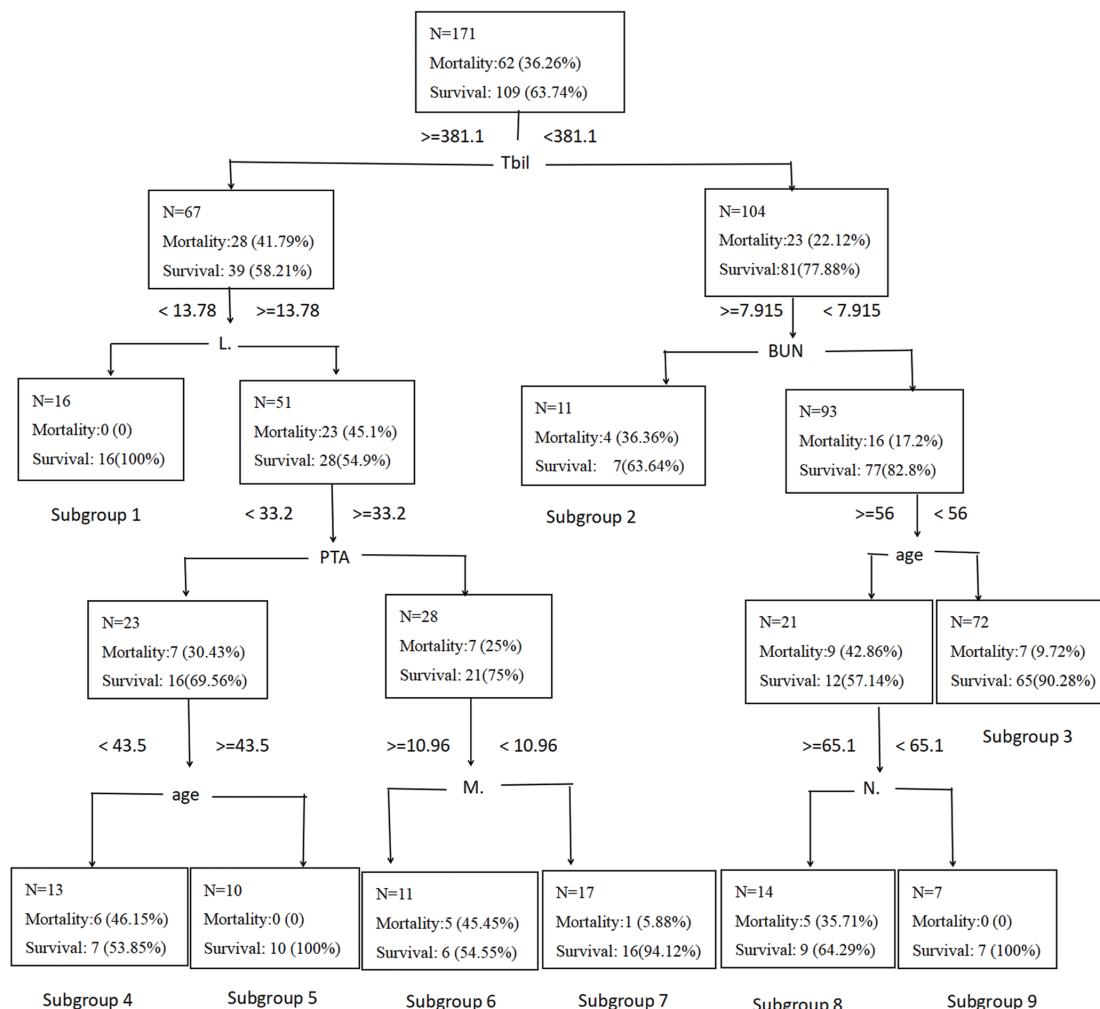 N=171
Mortality:62 (36.26%)
Survival: 109 (63.74%)
>=381.1 <381.1
Tbil
N=67
Mortality:28 (41.79%)
Survival: 39 (58.21%)
N=104
Mortality:23 (22.12%)
Survival:81(77.88%)
< 13.78 >=13.78
L.
>=7.915 < 7.915
BUN
N=16
Mortality:0 (0)
Survival: 16(100%)
Subgroup 1
N=51
Mortality:23 (45.1%)
Survival: 28(54.9%)
N=11
Mortality:4 (36.36%)
Survival: 7(63.64%)
Subgroup 2
N=93
Mortality:16 (17.2%)
Survival: 77(82.8%)
< 33.2 >=33.2
PTA
>=56 < 56
age
N=23
Mortality:7 (30.43%)
Survival: 16(69.56%)
N=28
Mortality:7 (25%)
Survival: 21(75%)
N=21
Mortality:9 (42.86%)
Survival: 12(57.14%)
N=72
Mortality:7 (9.72%)
Survival: 65(90.28%)
Subgroup 3
< 43.5 >=43.5
age
>=10.96 < 10.96
M.
>=65.1 < 65.1
N.
N=13
Mortality:6 (46.15%)
Survival: 7 (53.85%)
Subgroup 4
N=10
Mortality:0 (0)
Survival: 10 (100%)
Subgroup 5
N=11
Mortality:5 (45.45%)
Survival: 6 (54.55%)
Subgroup 6
N=17
Mortality:1 (5.88%)
Survival: 16(94.12%)
Subgroup 7
N=14
Mortality:5 (35.71%)
Survival: 9 (64.29%)
Subgroup 8
N=7
Mortality:0 (0)
Survival: 7 (100%)
Subgroup 9